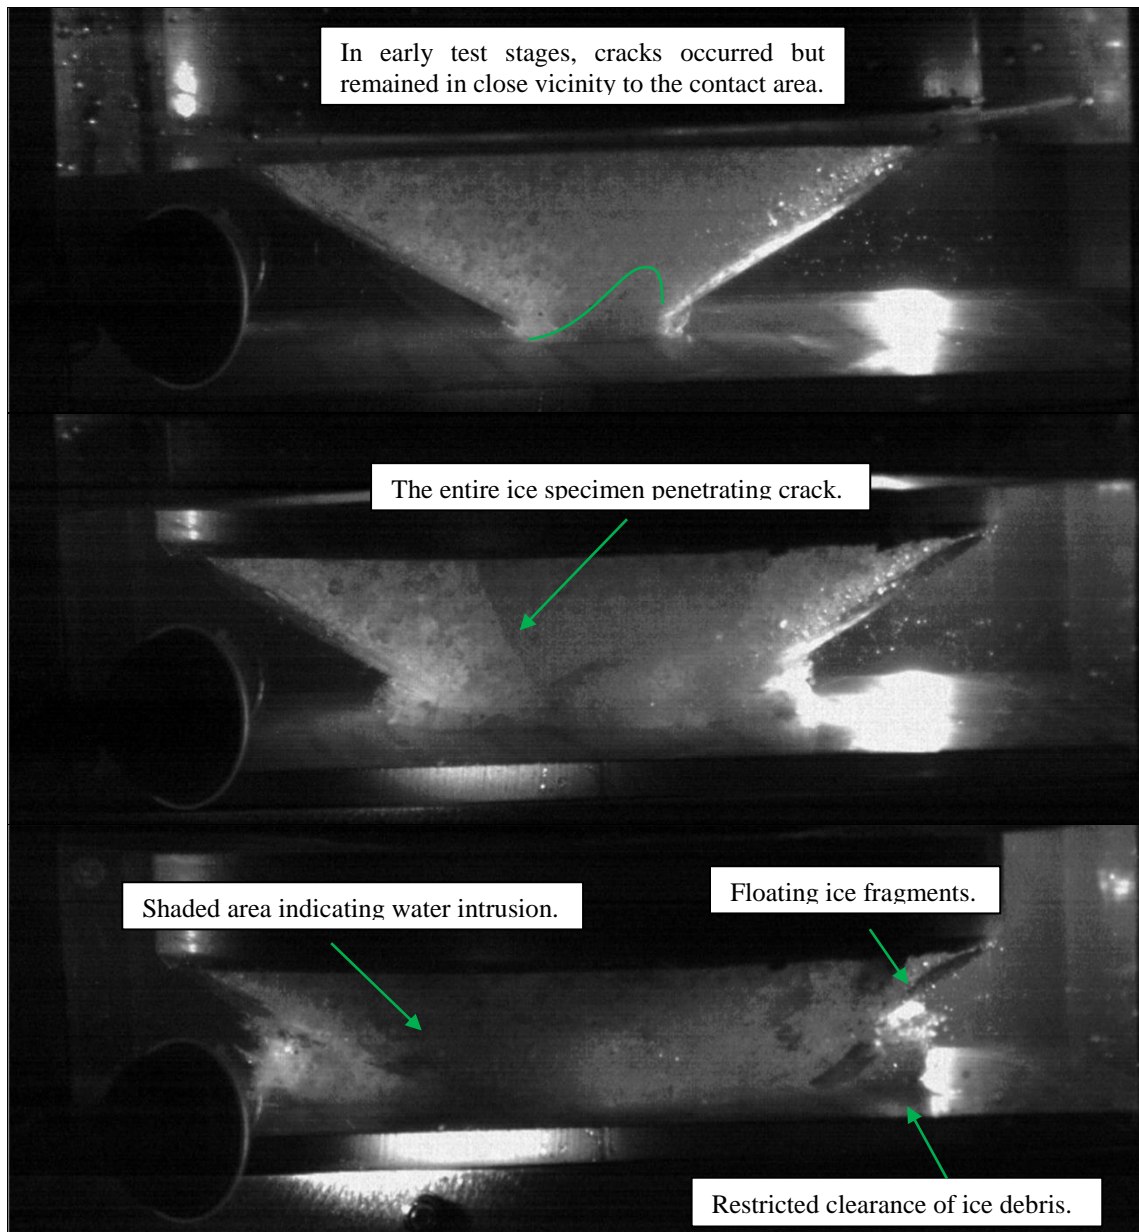 In early test stages, cracks occurred but
remained in close vicinity to the contact area.
The entire ice specimen penetrating crack.
Shaded area indicating water intrusion.
Floating ice fragments.
Restricted clearance of ice debris.